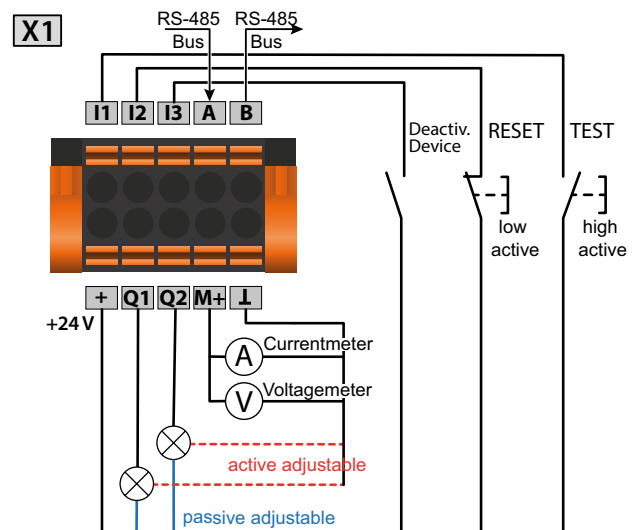 X1
RS-485
Bus
RS-485
Bus
I1 I2 I3 A B
Deactiv.
Device
RESET
TEST
low
active
high
active
+ Q1 Q2 M+ ⊥
+24 V
A
Currentmeter
V
Voltagemeter
active adjustable
passive adjustable